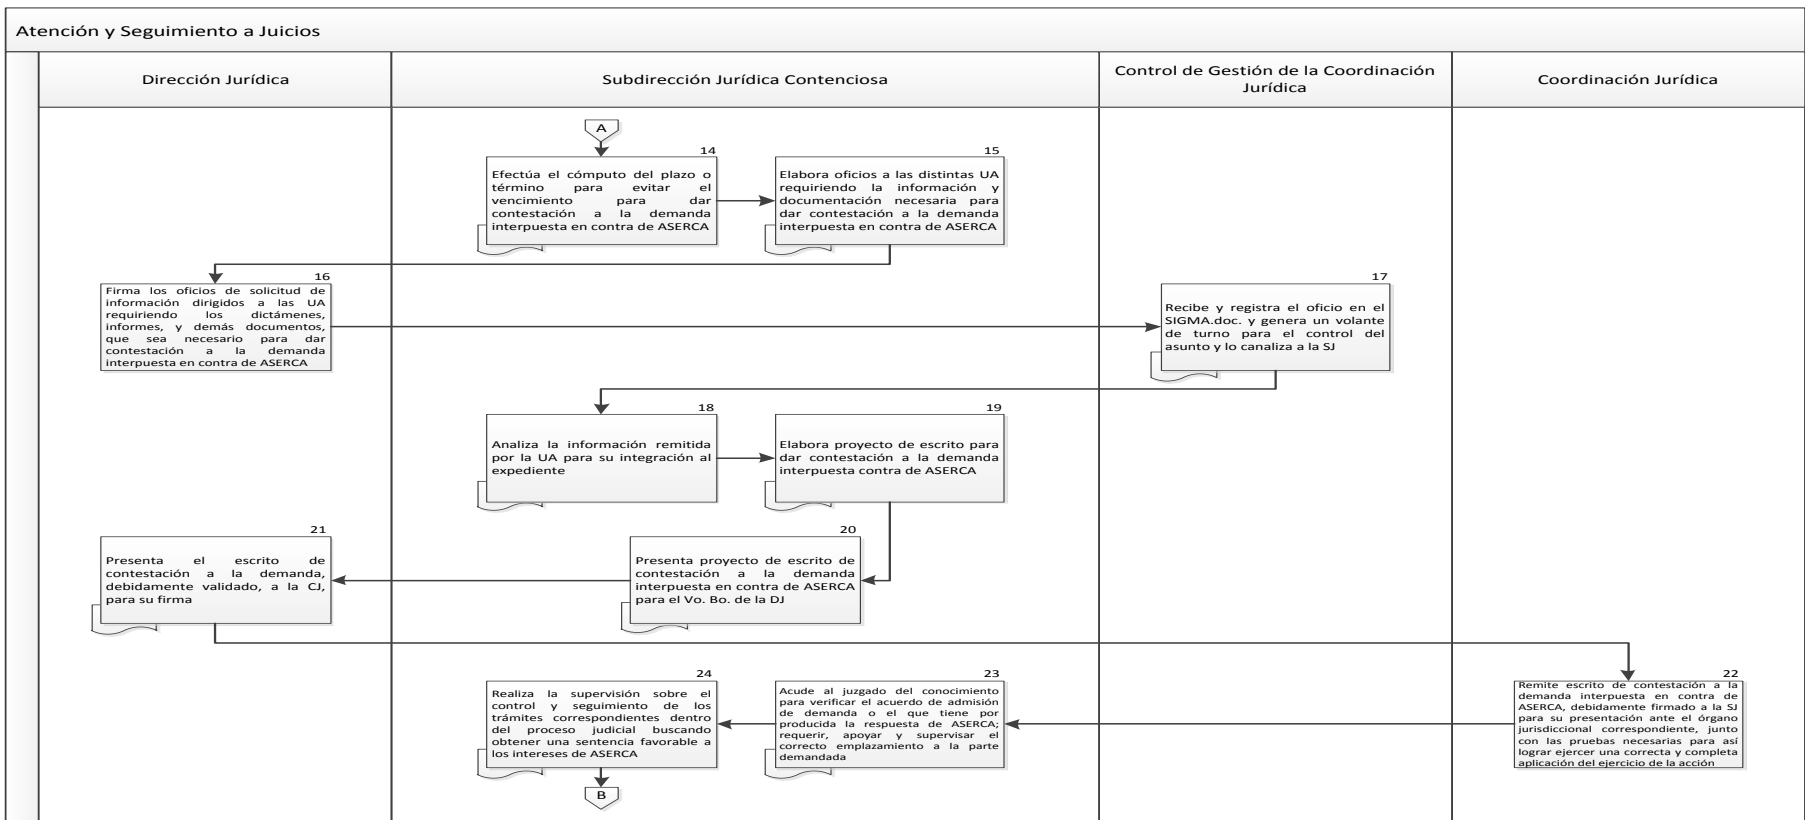 Atención y Seguimiento a Juicios
Dirección Jurídica
Subdirección Jurídica Contenciosa
Control de Gestión de la Coordinación
Jurídica
Coordinación Jurídica
A
14
Efectúa el cómputo del plazo o
término para evitar el
vencimiento para dar
contestación a la demanda
interpuesta en contra de ASERCA
15
Elabora oficios a las distintas UA
requiriendo la información y
documentación necesaria para
dar contestación a la demanda
interpuesta en contra de ASERCA
16
Firma los oficios de solicitud de
información dirigidos a las UA
requiriendo los dictámenes,
informes, y demás documentos,
que sea necesario para dar
contestación a la demanda
interpuesta en contra de ASERCA
17
Recibe y registra el oficio en el
SIGMA.doc. y genera un volante
de turno para el control del
asunto y lo canaliza a la SJ
18
Analiza la información remitida
por la UA para su integración al
expediente
19
Elabora proyecto de escrito para
dar contestación a la demanda
interpuesta contra de ASERCA
20
Presenta proyecto de escrito de
contestación a la demanda
interpuesta en contra de ASERCA
para el Vo. Bo. de la DJ
21
Presenta el escrito de
contestación a la demanda,
debidamente validado, a la CJ,
para su firma
22
Remite escrito de contestación a la
demanda interpuesta en contra de
ASERCA, debidamente firmado a la SJ
para su presentación ante el órgano
jurisdiccional correspondiente, junto
con las pruebas necesarias para así
lograr ejercer una correcta y completa
aplicación del ejercicio de la acción
23
Acude al juzgado del conocimiento
para verificar el acuerdo de admisión
de demanda o el que tiene por
producida la respuesta de ASERCA;
requerir, apoyar y supervisar el
correcto emplazamiento a la parte
demandada
24
Realiza la supervisión sobre el
control y seguimiento de los
trámites correspondientes dentro
del proceso judicial buscando
obtener una sentencia favorable a
los intereses de ASERCA
B